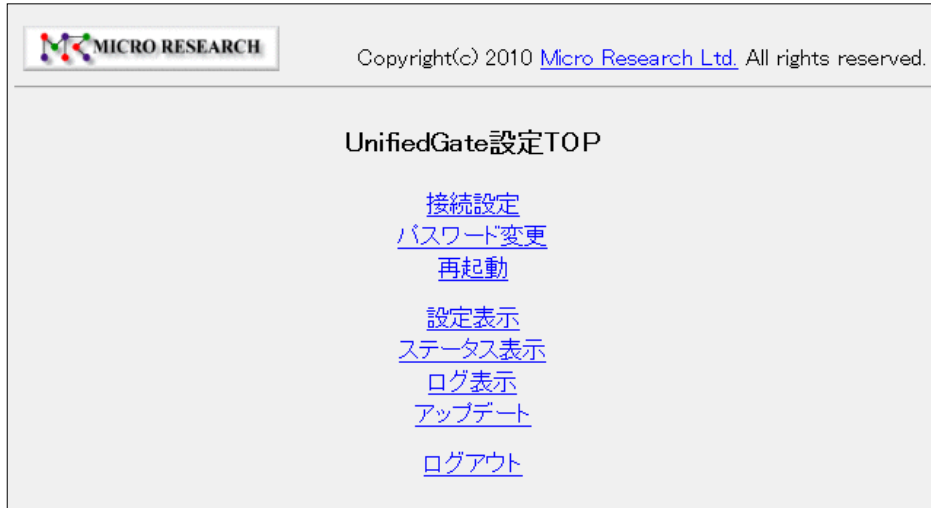 MICRO RESEARCH
Copyright(c) 2010 Micro Research Ltd. All rights reserved.
UnifiedGate設定TOP
接続設定
パスワード変更
再起動
設定表示
ステータス表示
ログ表示
アップデート
ログアウト